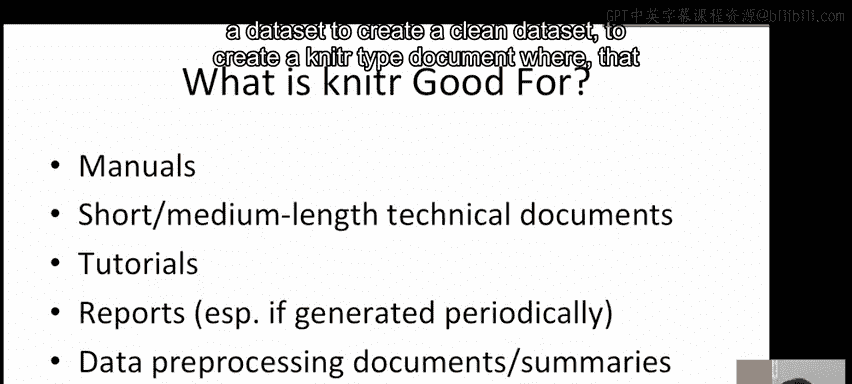 GPT中英字幕课程资源@bilibili.com
a dataset to create a clean dataset, to
create a knitr type document where, that
What is knitr Good For?
• Manuals
• Short/medium-length technical documents
• Tutorials
• Reports (esp. if generated periodically)
• Data preprocessing documents/summaries